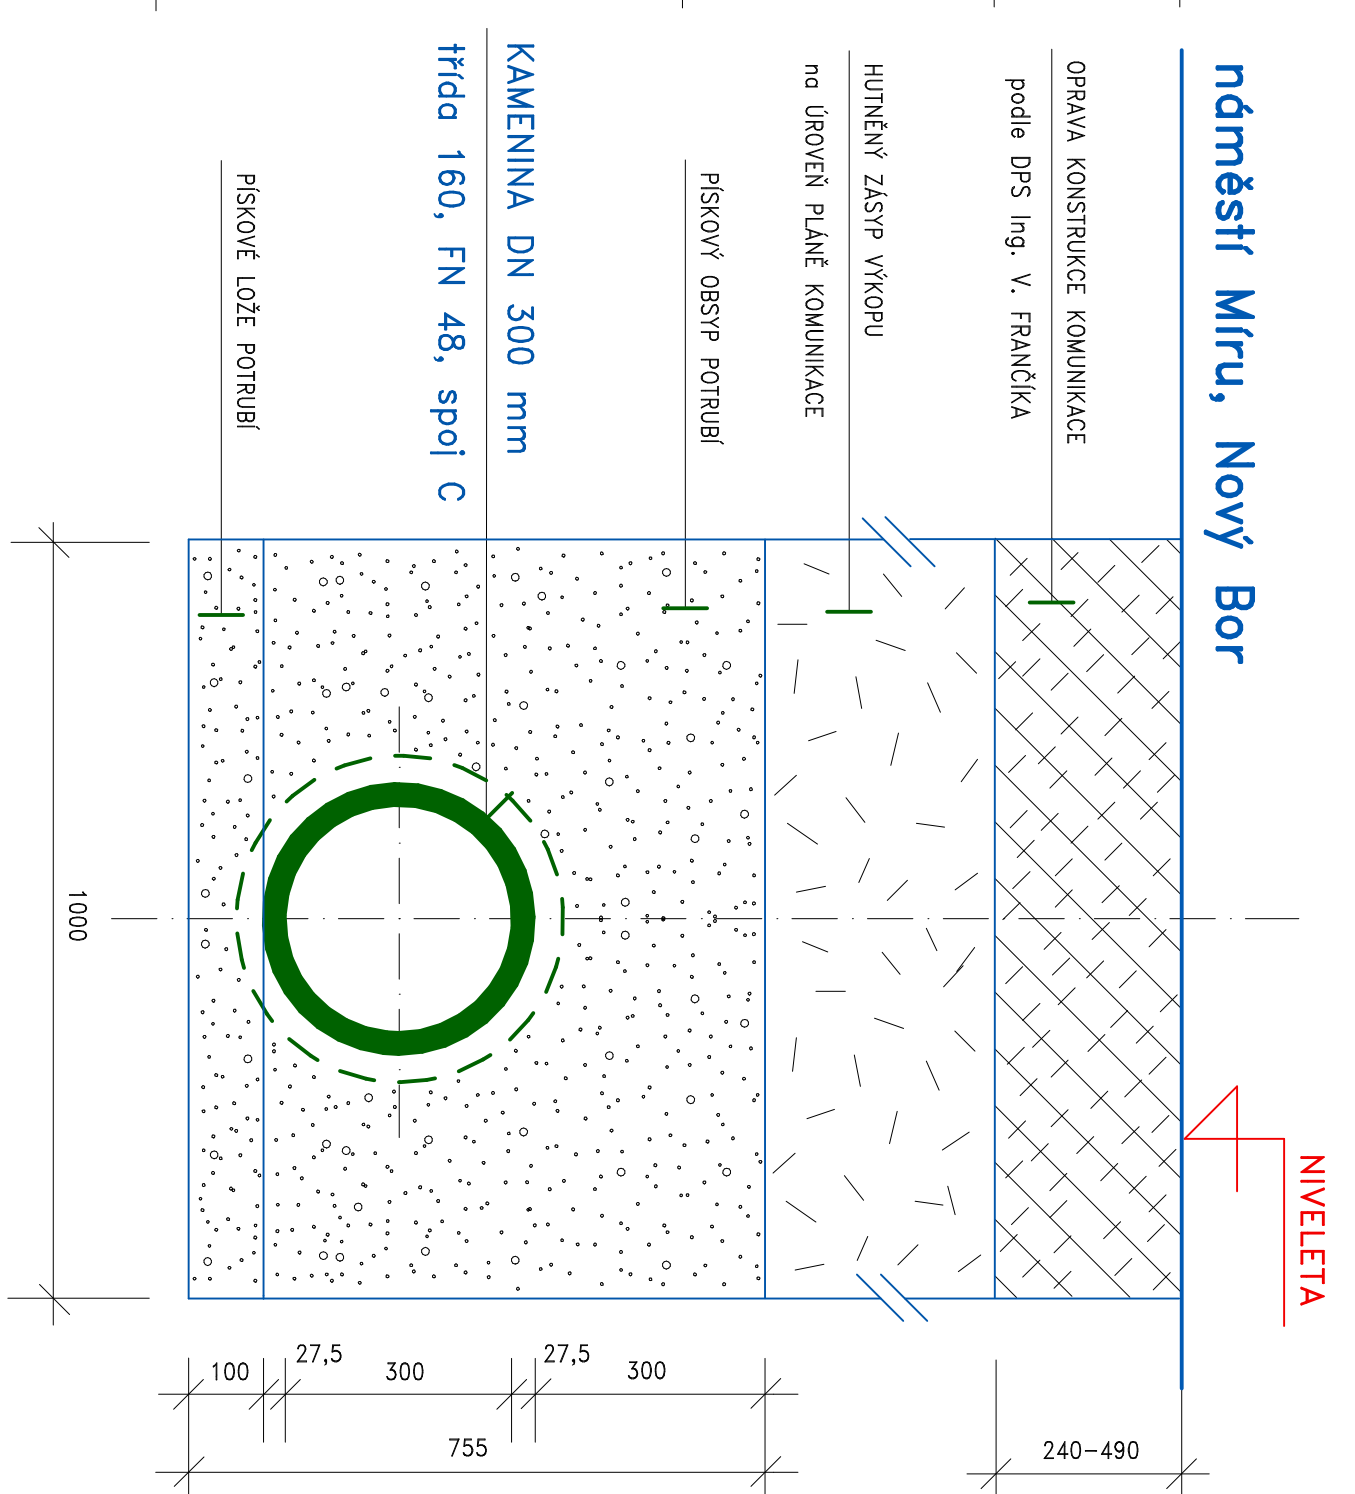 náměstí Míru, Nový Bor
NIVELETA
OPRAVA KONSTRUKCE KOMUNIKACE
podle DPS Ing. V. FRANČÍKA
HUTNĚNÝ ZÁSYP VÝKOPU
na ÚROVEŇ PLÁNĚ KOMUNIKACE
PÍSKOVÝ OBSYP POTRUBÍ
KAMENINA DN 300 mm
třída 160, FN 48, spoj C
PÍSKOVÉ LOŽE POTRUBÍ
1000
240-490
300
27,5
300
27,5
100
755